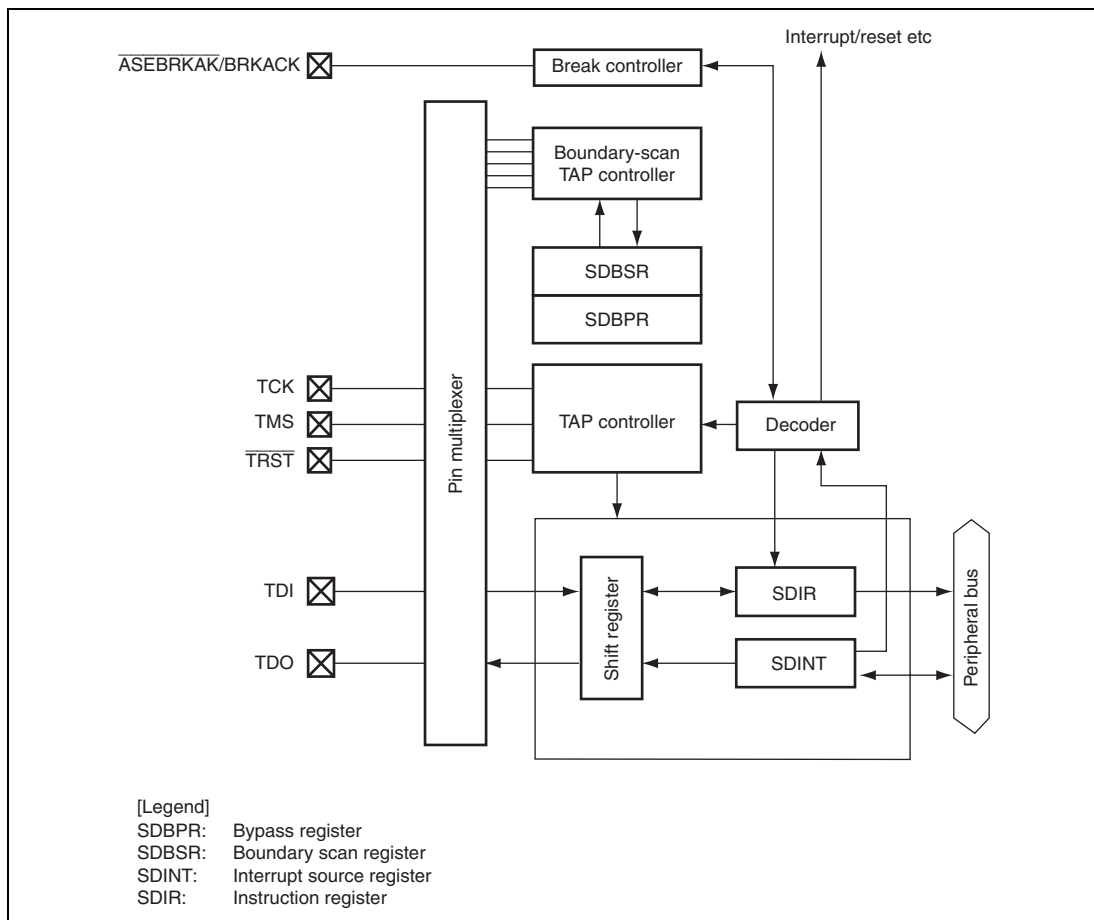 Interrupt/reset etc
ASEBRKAK/BRKACK
Break controller
Boundary-scan
TAP controller
SDBSR
SDBPR
Pin multiplexer
TCK
TMS
TRST
TAP controller
Decoder
TDI
TDO
Shift register
SDIR
SDINT
Peripheral bus
[Legend]
SDBPR: Bypass register
SDBSR: Boundary scan register
SDINT: Interrupt source register
SDIR: Instruction register